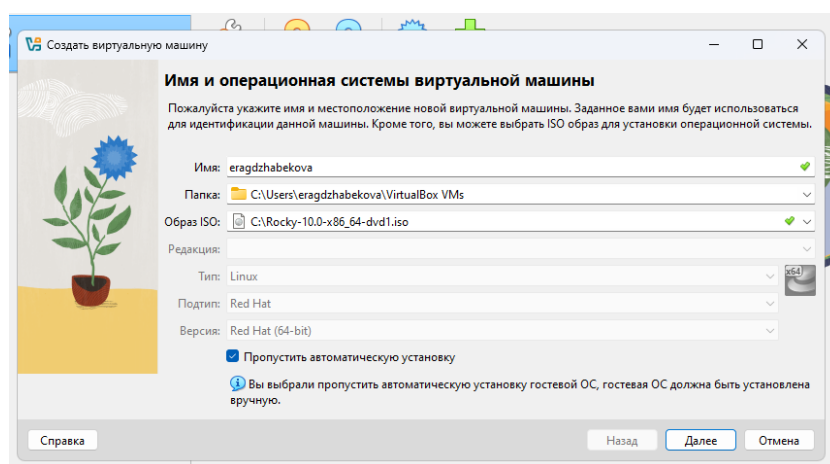 Создать виртуальную машину
Имя и операционная системы виртуальной машины
Пожалуйста укажите имя и местоположение новой виртуальной машины. Заданное вами имя будет использоваться
для идентификации данной машины. Кроме того, вы можете выбрать ISO образ для установки операционной системы.
Имя: eragdzhabekova
Папка: C:\Users\eragdzhabekova\VirtualBox VMs
Образ ISO: C:\Rocky-10.0-x86_64-dvd1.iso
Редакция:
Тип: Linux
x64
Подтип: Red Hat
Версия: Red Hat (64-bit)
Пропустить автоматическую установку
Вы выбрали пропустить автоматическую установку гостевой ОС, гостевая ОС должна быть установлена
вручную.
Справка Назад Далее Отмена